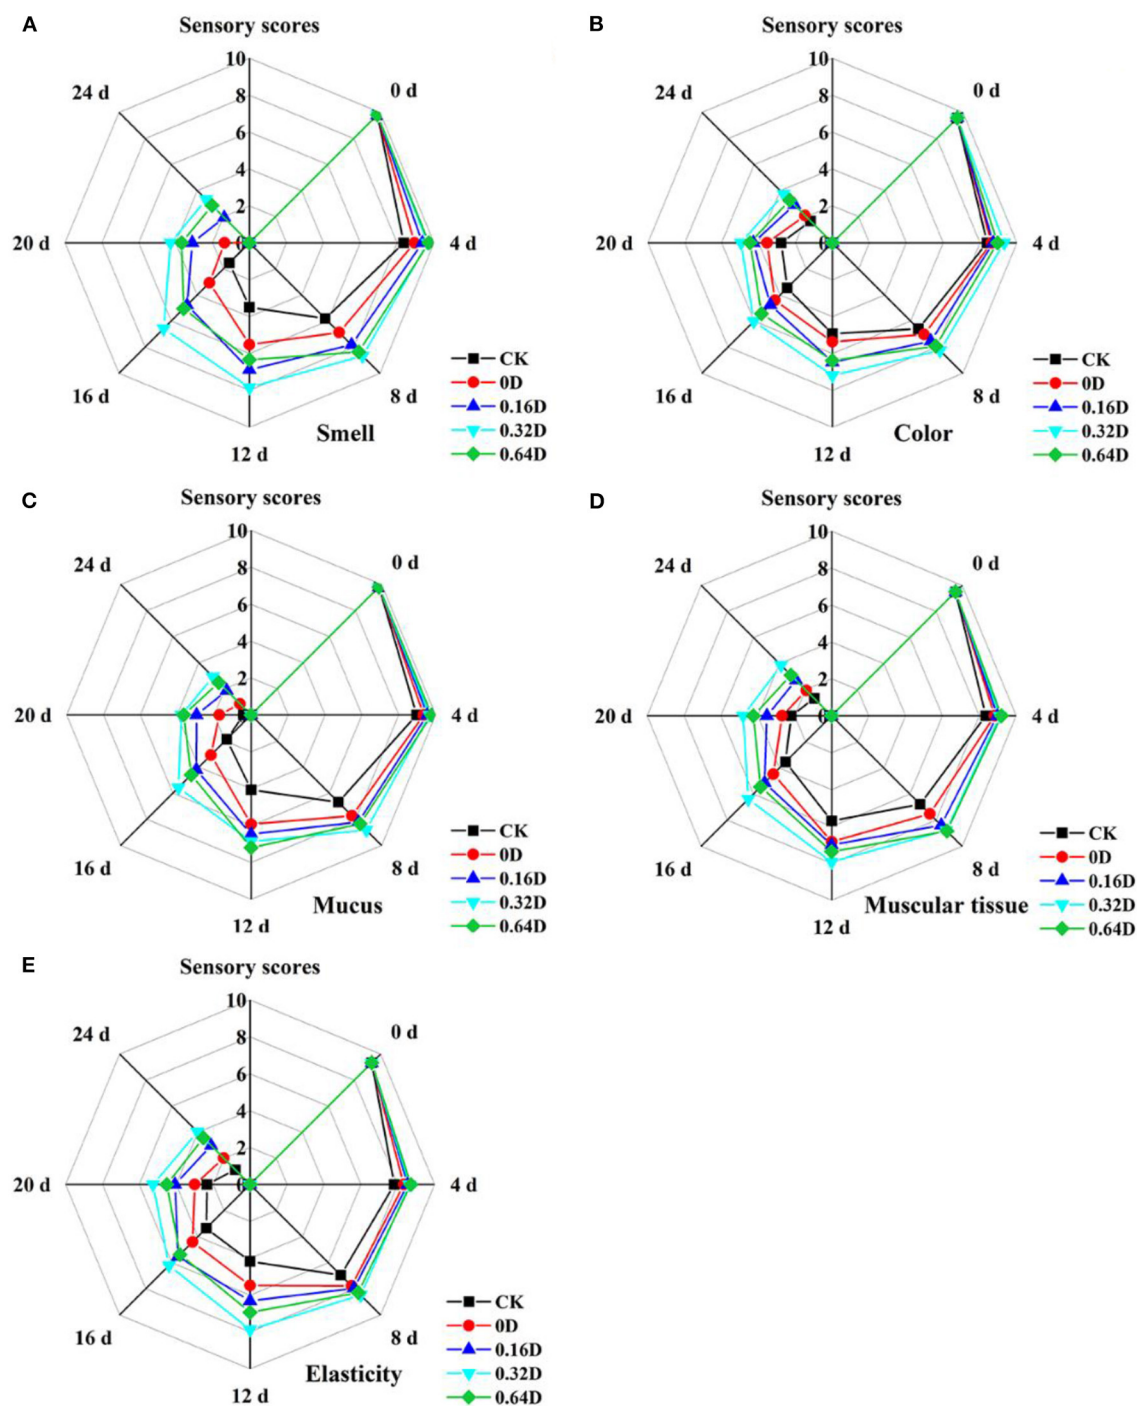 A
Sensory scores
10
8
6
4
2
0
0 d
4 d
8 d
12 d
16 d
20 d
24 d
Smell
CK
0D
0.16D
0.32D
0.64D
B
Sensory scores
10
8
6
4
2
0
0 d
4 d
8 d
12 d
16 d
20 d
24 d
Color
CK
0D
0.16D
0.32D
0.64D
C
Sensory scores
10
8
6
4
2
0
0 d
4 d
8 d
12 d
16 d
20 d
24 d
Mucus
CK
0D
0.16D
0.32D
0.64D
D
Sensory scores
10
8
6
4
2
0
0 d
4 d
8 d
12 d
16 d
20 d
24 d
Muscular tissue
CK
0D
0.16D
0.32D
0.64D
E
Sensory scores
10
8
6
4
2
0
0 d
4 d
8 d
12 d
16 d
20 d
24 d
Elasticity
CK
0D
0.16D
0.32D
0.64D